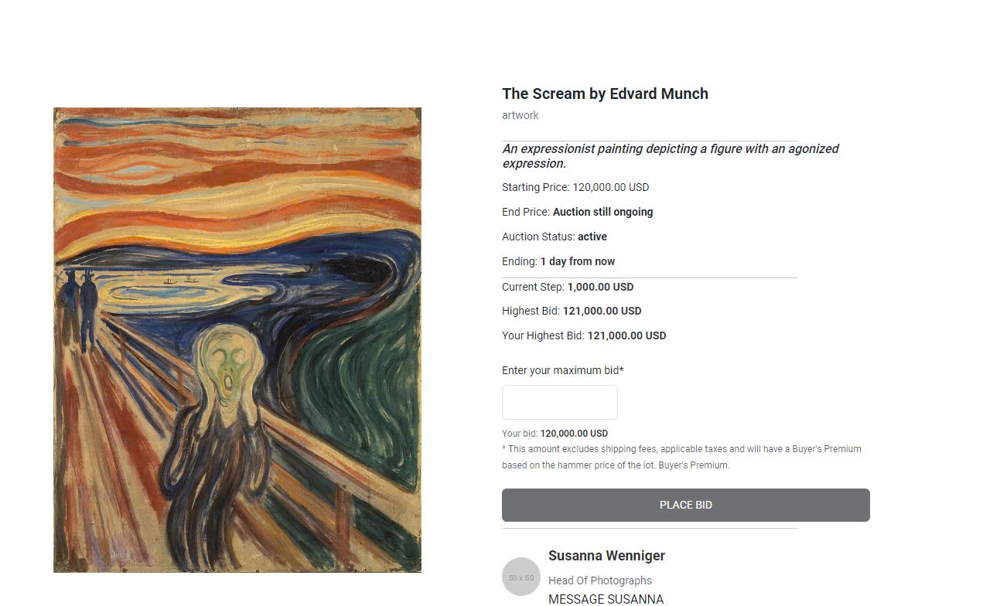 The Scream by Edvard Munch
artwork
An expressionist painting depicting a figure with an agonized
expression.
Starting Price: 120,000.00 USD
End Price: Auction still ongoing
Auction Status: active
Ending: 1 day from now
Current Step: 1,000.00 USD
Highest Bid: 121,000.00 USD
Your Highest Bid: 121,000.00 USD
Enter your maximum bid*
Your bid: 120,000.00 USD
* This amount excludes shipping fees, applicable taxes and will have a Buyer's Premium
based on the hammer price of the lot. Buyer's Premium.
PLACE BID
Susanna Wenniger
50 x 50
Head Of Photographs
MESSAGE SUSANNA